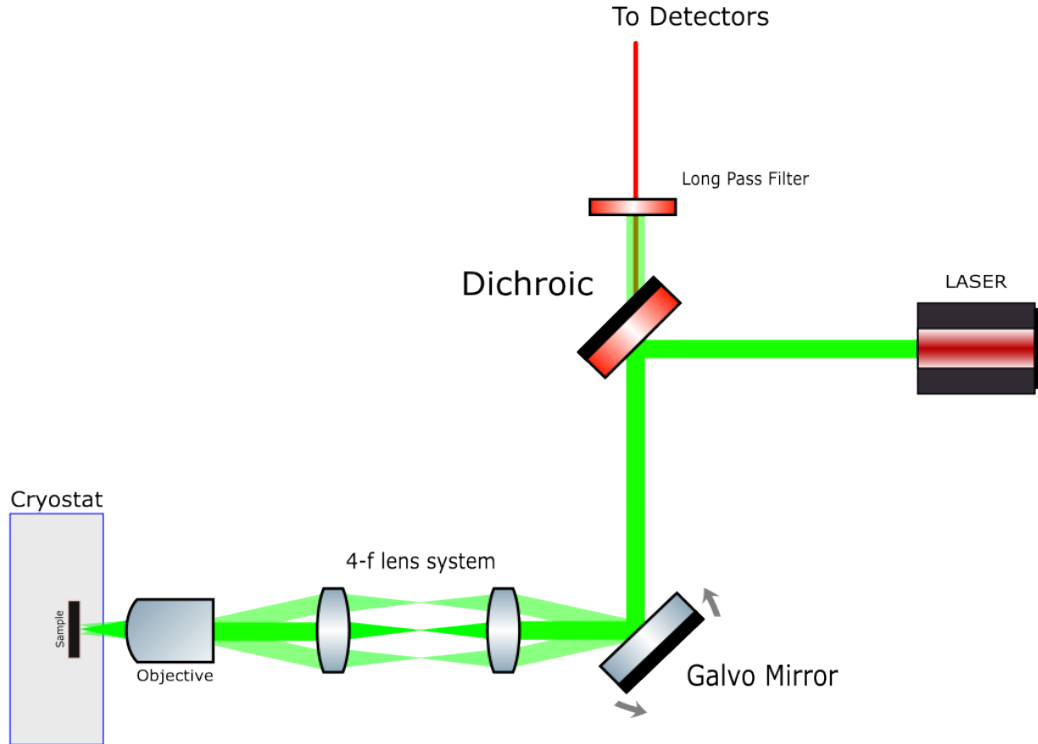 To Detectors
Long Pass Filter
Dichroic
LASER
Cryostat
4-f lens system
Sample
Objective
Galvo Mirror